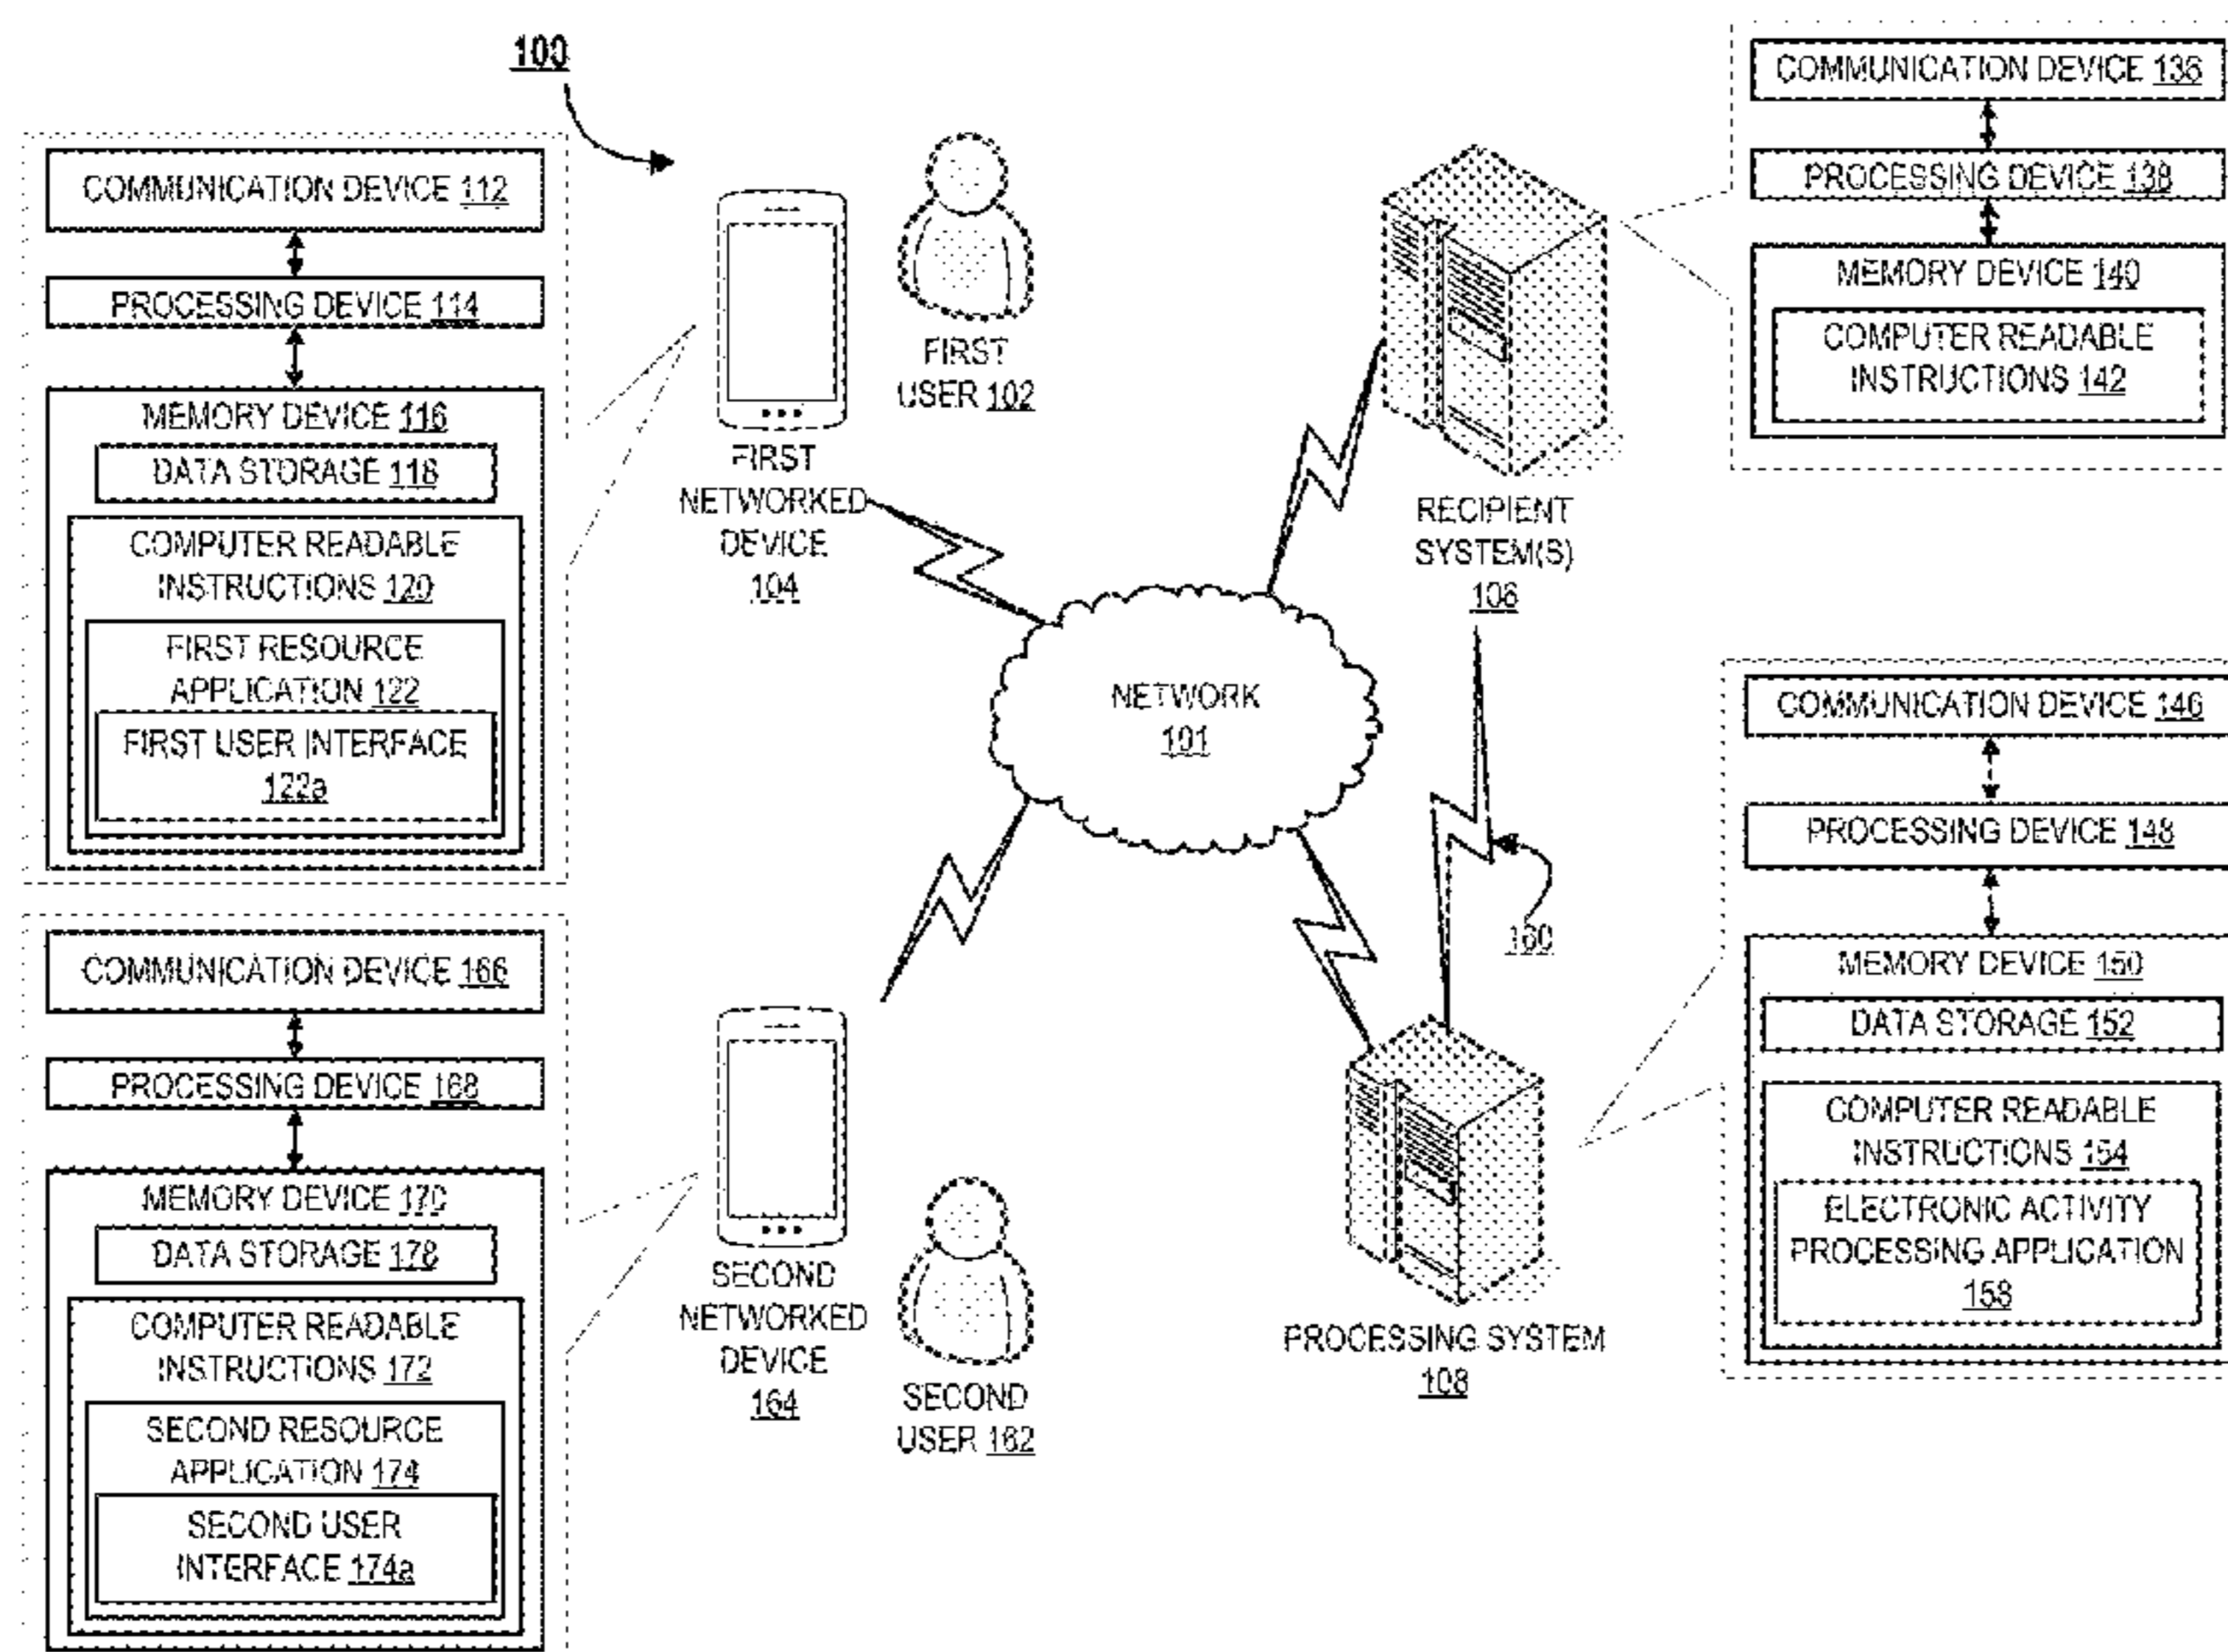 100
COMMUNICATION DEVICE 112
PROCESSING DEVICE 114
MEMORY DEVICE 116
DATA STORAGE 118
COMPUTER READABLE
INSTRUCTIONS 120
FIRST RESOURCE
APPLICATION 122
FIRST USER INTERFACE
122a
FIRST
NETWORKED
DEVICE
104
FIRST
USER 102
RECIPIENT
SYSTEM(S)
106
COMMUNICATION DEVICE 136
PROCESSING DEVICE 138
MEMORY DEVICE 140
COMPUTER READABLE
INSTRUCTIONS 142
NETWORK
101
160
COMMUNICATION DEVICE 166
PROCESSING DEVICE 168
MEMORY DEVICE 170
DATA STORAGE 178
COMPUTER READABLE
INSTRUCTIONS 172
SECOND RESOURCE
APPLICATION 174
SECOND USER
INTERFACE 174a
SECOND
NETWORKED
DEVICE
164
SECOND
USER 162
PROCESSING SYSTEM
108
COMMUNICATION DEVICE 146
PROCESSING DEVICE 148
MEMORY DEVICE 150
DATA STORAGE 152
COMPUTER READABLE
INSTRUCTIONS 154
ELECTRONIC ACTIVITY
PROCESSING APPLICATION
158